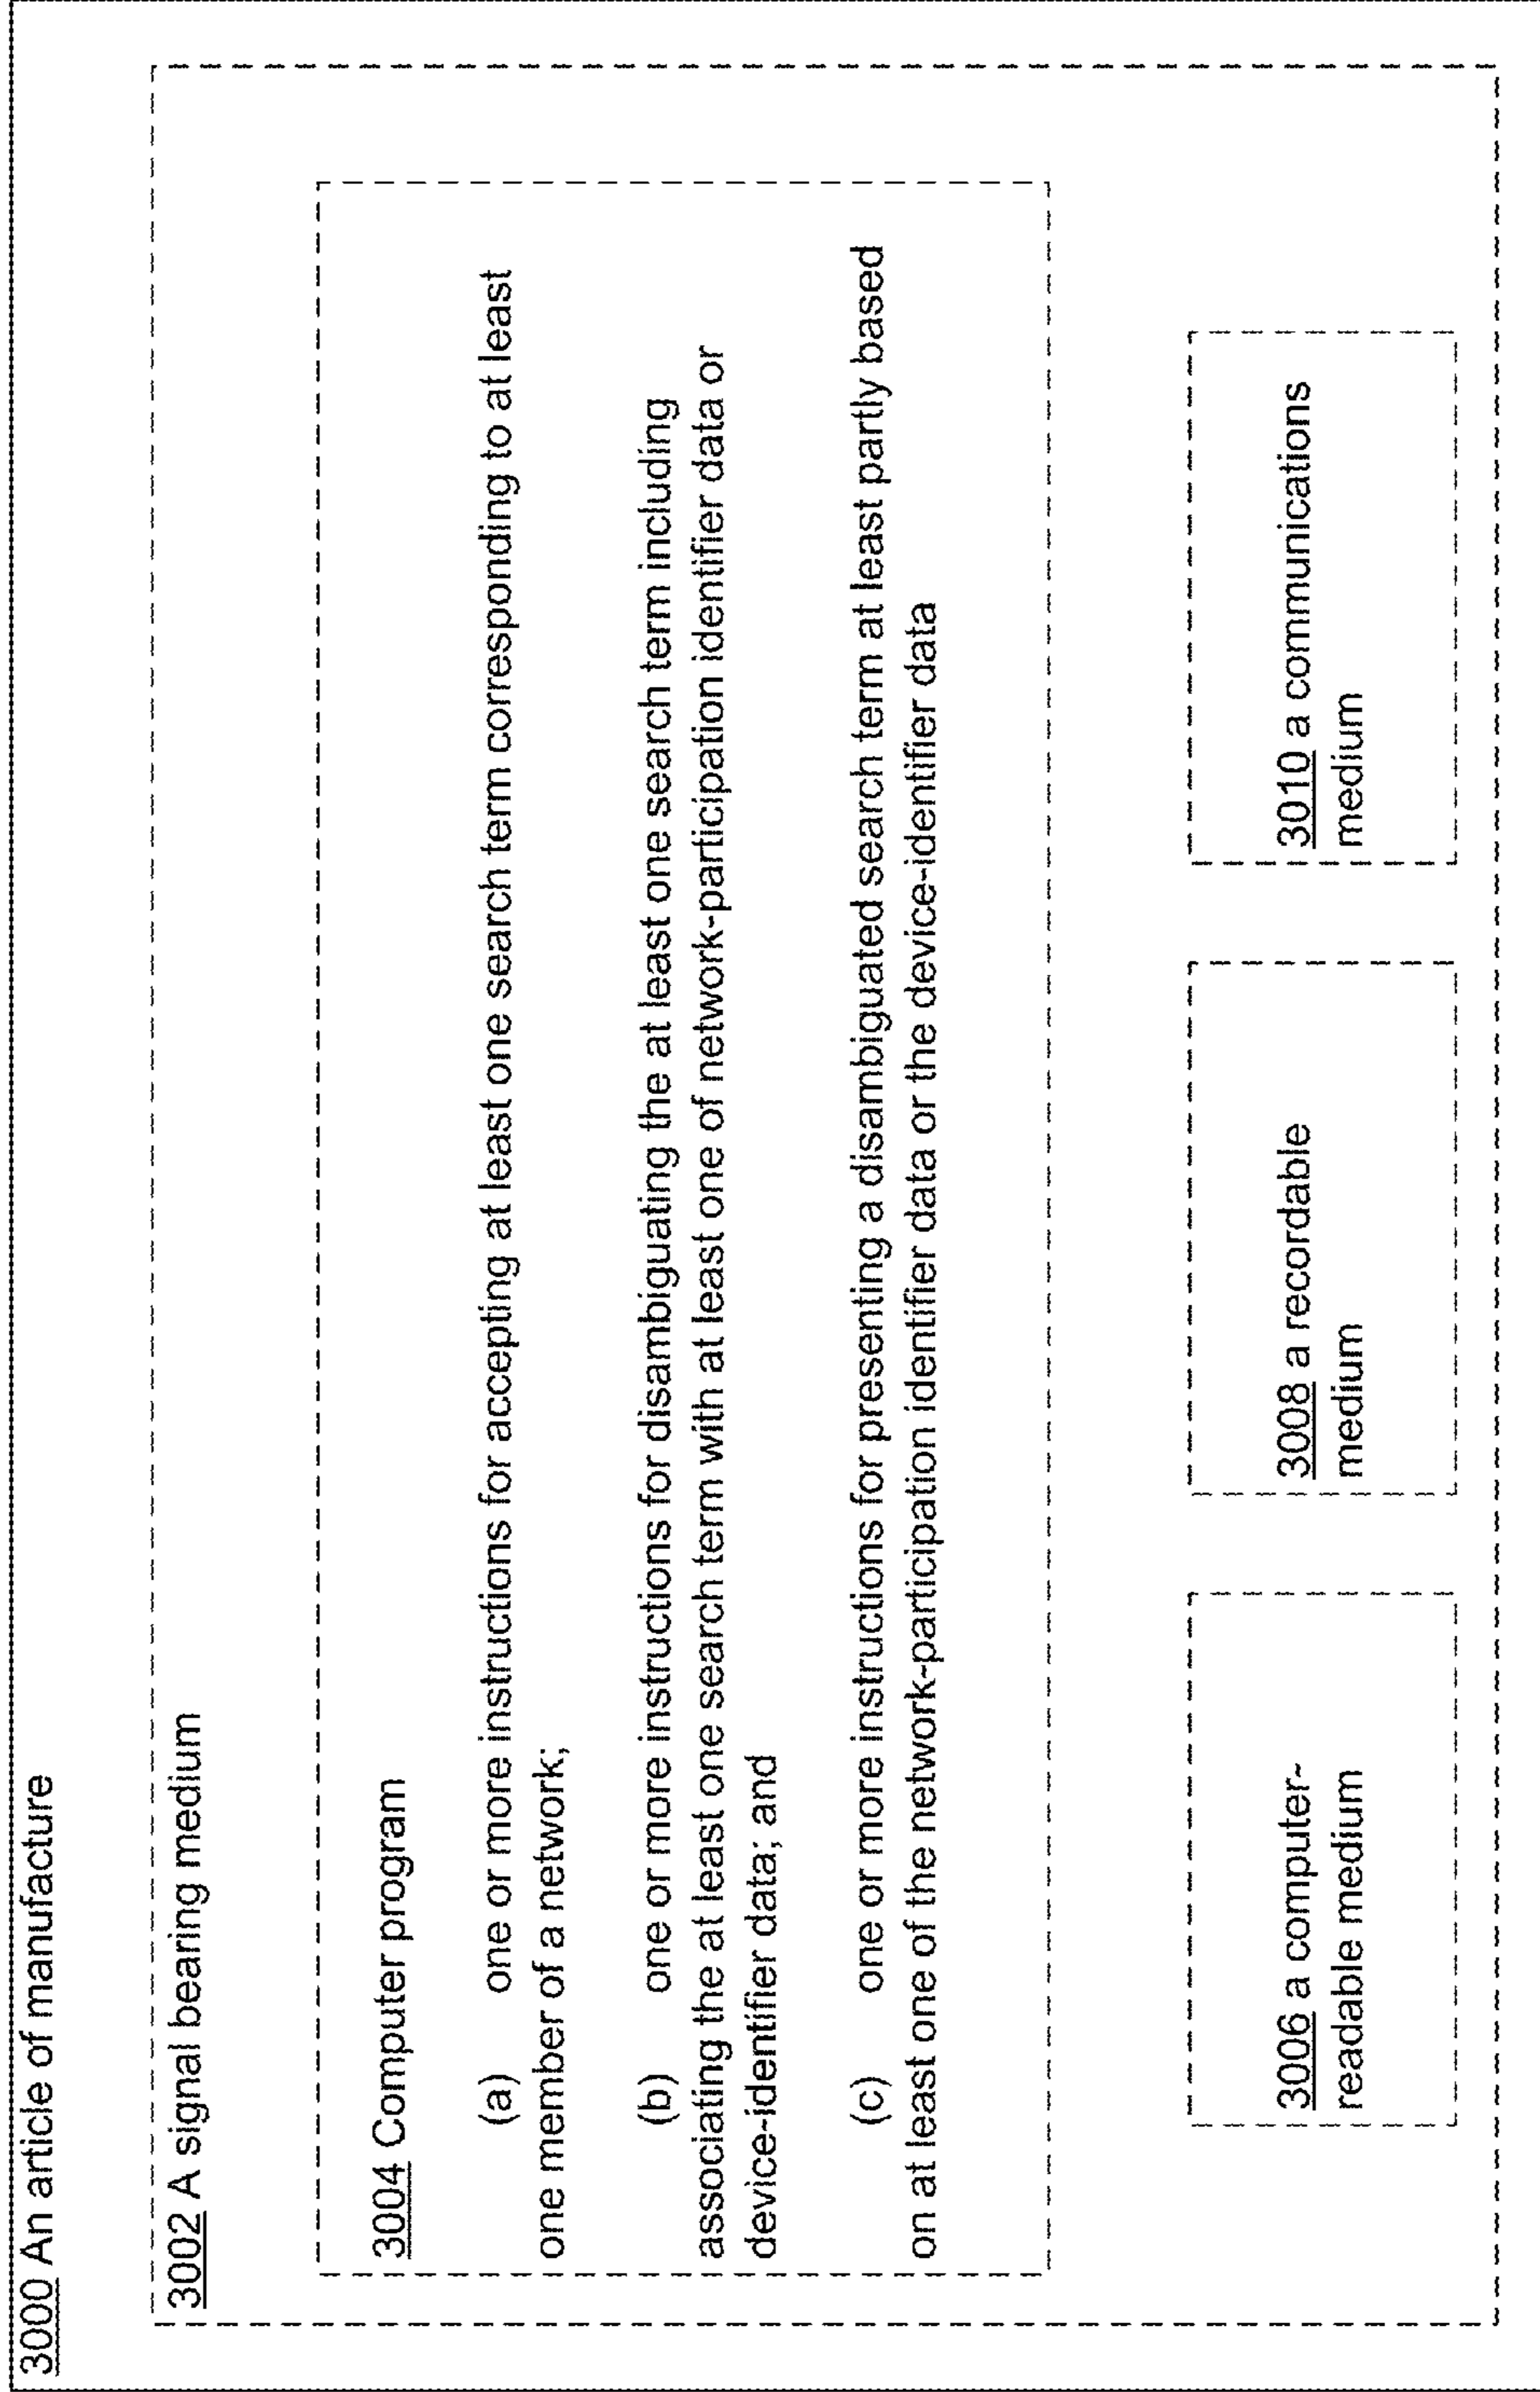 3000 An article of manufacture
3002 A signal bearing medium
3004 Computer program
(a) one or more instructions for accepting at least one search term corresponding to at least
one member of a network;
(b) one or more instructions for disambiguating the at least one search term including
associating the at least one search term with at least one of network-participation identifier data or
device-identifier data; and
(c) one or more instructions for presenting a disambiguated search term at least partly based
on at least one of the network-participation identifier data or the device-identifier data
3006 a computer-
readable medium
3008 a recordable
medium
3010 a communications
medium